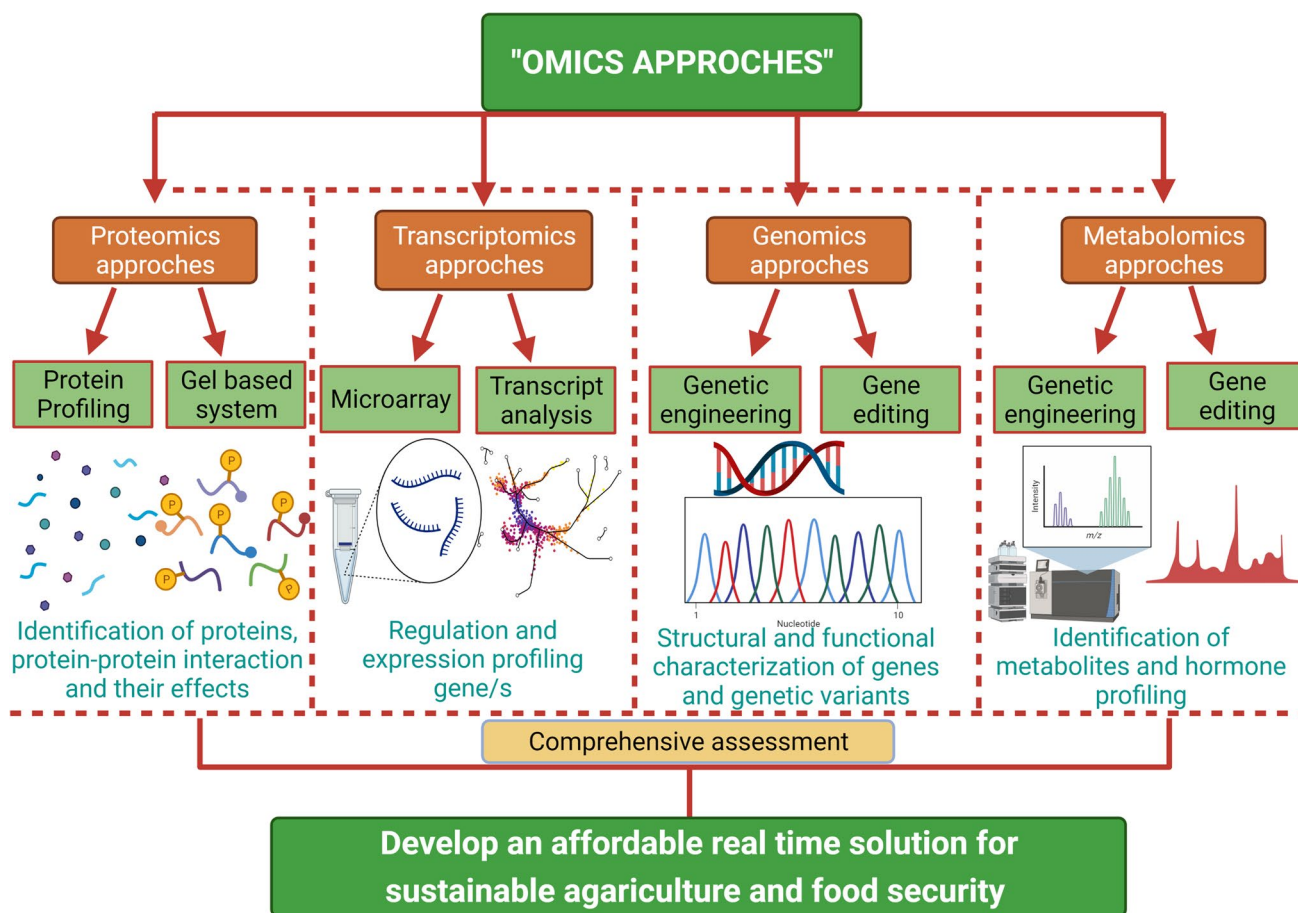 "OMICS APPROCHES"
Proteomics
approches
Transcriptomics
approches
Genomics
approches
Metabolomics
approches
Protein
Profiling
Gel based
system
Microarray
Transcript
analysis
Genetic
engineering
Gene
editing
Genetic
engineering
Gene
editing
P
P
P
P
P
P
Intensity
m/z
1
10
Nucleotide
Identification of proteins,
protein-protein interaction
and their effects
Regulation and
expression profiling
gene/s
Structural and functional
characterization of genes
and genetic variants
Identification of
metabolites and hormone
profiling
Comprehensive assessment
Develop an affordable real time solution for
sustainable agariculture and food security